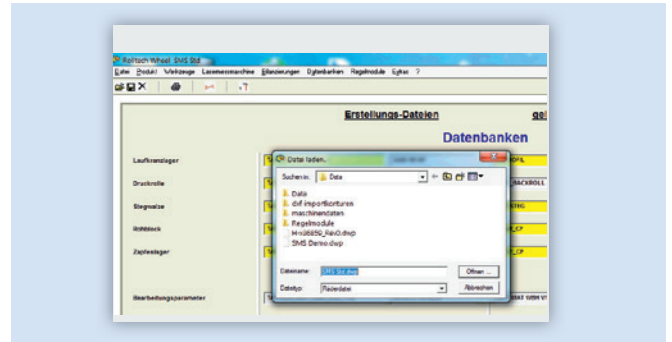 Rolltech Wheel SMS Std
Datei Produkt Werkzeuge Lasermessmaschine Bilanzierungen Datenbanken Regelmodule Extras ?
Erstellungs-Dateien
Datenbanken
Laufkranzlager
Druckrolle
Stegwalze
Rohblock
Zapfenlager
Bearbeitungsparameter
Datei laden.
Suchen in: Data
Data
dxf importkorturen
maschinendaten
Regelmodule
SMS Demo.dwp
Dateiname: SMS Std.dwp Öffnen ...
Dateityp: Räderdatei Abbrechen